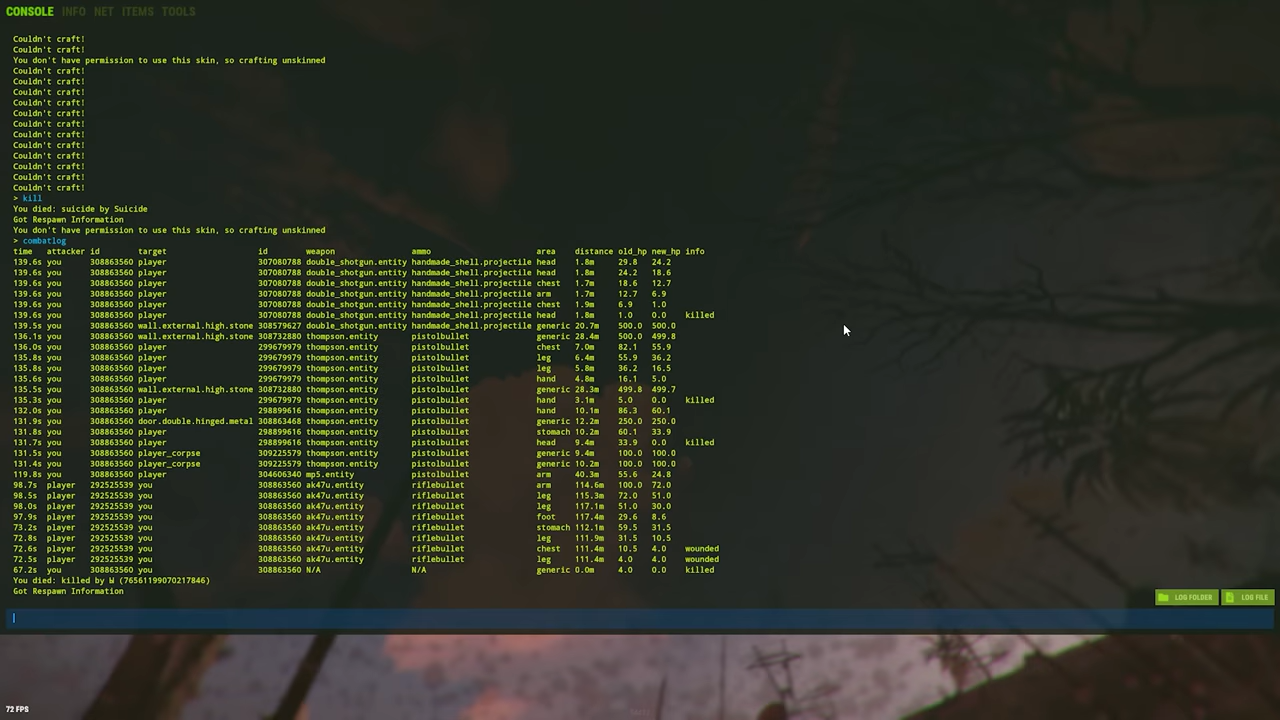 CONSOLE INFO NET ITEMS TOOLS
Couldn't craft!
Couldn't craft!
You don't have permission to use this skin, so crafting unskinned
Couldn't craft!
Couldn't craft!
Couldn't craft!
Couldn't craft!
Couldn't craft!
Couldn't craft!
Couldn't craft!
Couldn't craft!
Couldn't craft!
Couldn't craft!
Couldn't craft!
Couldn't craft!
> kill
You died: suicide by Suicide
Got Respawn Information
You don't have permission to use this skin, so crafting unskinned
> combatlog
time attacker id target id weapon ammo area distance old_hp new_hp info
139.6s you 308863560 player 307080788 double_shotgun.entity handmade_shell.projectile head 1.8m 29.8 24.2
139.6s you 308863560 player 307080788 double_shotgun.entity handmade_shell.projectile head 1.8m 24.2 18.6
139.6s you 308863560 player 307080788 double_shotgun.entity handmade_shell.projectile chest 1.7m 18.6 12.7
139.6s you 308863560 player 307080788 double_shotgun.entity handmade_shell.projectile arm 1.7m 12.7 6.9
139.6s you 308863560 player 307080788 double_shotgun.entity handmade_shell.projectile chest 1.9m 6.9 1.0
139.6s you 308863560 player 307080788 double_shotgun.entity handmade_shell.projectile head 1.8m 1.0 0.0 killed
139.5s you 308863560 wall.external.high.stone 308579627 double_shotgun.entity handmade_shell.projectile generic 20.7m 500.0 500.0
136.1s you 308863560 wall.external.high.stone 308732880 thompson.entity pistolbullet generic 28.4m 500.0 499.8
136.0s you 308863560 player 299679979 thompson.entity pistolbullet chest 7.0m 82.1 55.9
135.8s you 308863560 player 299679979 thompson.entity pistolbullet leg 6.4m 55.9 36.2
135.8s you 308863560 player 299679979 thompson.entity pistolbullet leg 5.8m 36.2 16.5
135.6s you 308863560 player 299679979 thompson.entity pistolbullet hand 4.8m 16.1 5.0
135.5s you 308863560 wall.external.high.stone 308732880 thompson.entity pistolbullet generic 28.3m 499.8 499.7
135.3s you 308863560 player 299679979 thompson.entity pistolbullet hand 3.1m 5.0 0.0 killed
132.0s you 308863560 player 298899616 thompson.entity pistolbullet hand 10.1m 86.3 60.1
131.9s you 308863560 door.double.hinged.metal 308863468 thompson.entity pistolbullet generic 12.2m 250.0 250.0
131.8s you 308863560 player 298899616 thompson.entity pistolbullet stomach 10.2m 60.1 33.9
131.7s you 308863560 player 298899616 thompson.entity pistolbullet head 9.4m 33.9 0.0 killed
131.5s you 308863560 player_corpse 309225579 thompson.entity pistolbullet generic 9.4m 100.0 100.0
131.4s you 308863560 player_corpse 309225579 thompson.entity pistolbullet generic 10.2m 100.0 100.0
119.8s you 308863560 player 304606340 mp5.entity pistolbullet arm 40.3m 55.6 24.8
98.7s player 292525539 you 308863560 ak47u.entity riflebullet area 114.6m 100.0 72.0
98.5s player 292525539 you 308863560 ak47u.entity riflebullet leg 115.3m 72.0 51.0
98.0s player 292525539 you 308863560 ak47u.entity riflebullet leg 117.1m 51.0 30.0
97.9s player 292525539 you 308863560 ak47u.entity riflebullet foot 117.4m 29.6 8.6
73.2s player 292525539 you 308863560 ak47u.entity riflebullet stomach 112.1m 59.5 31.5
72.8s player 292525539 you 308863560 ak47u.entity riflebullet leg 111.9m 31.5 10.5
72.6s player 292525539 you 308863560 ak47u.entity riflebullet chest 111.4m 10.5 4.0 wounded
72.5s player 292525539 you 308863560 ak47u.entity riflebullet leg 111.4m 4.0 4.0 wounded
67.2s you 308863560 N/A N/A generic 0.0m 4.0 0.0 killed
You died: killed by (76561199070217846)
Got Respawn Information
LOG FOLDER LOG FILE
72 FPS